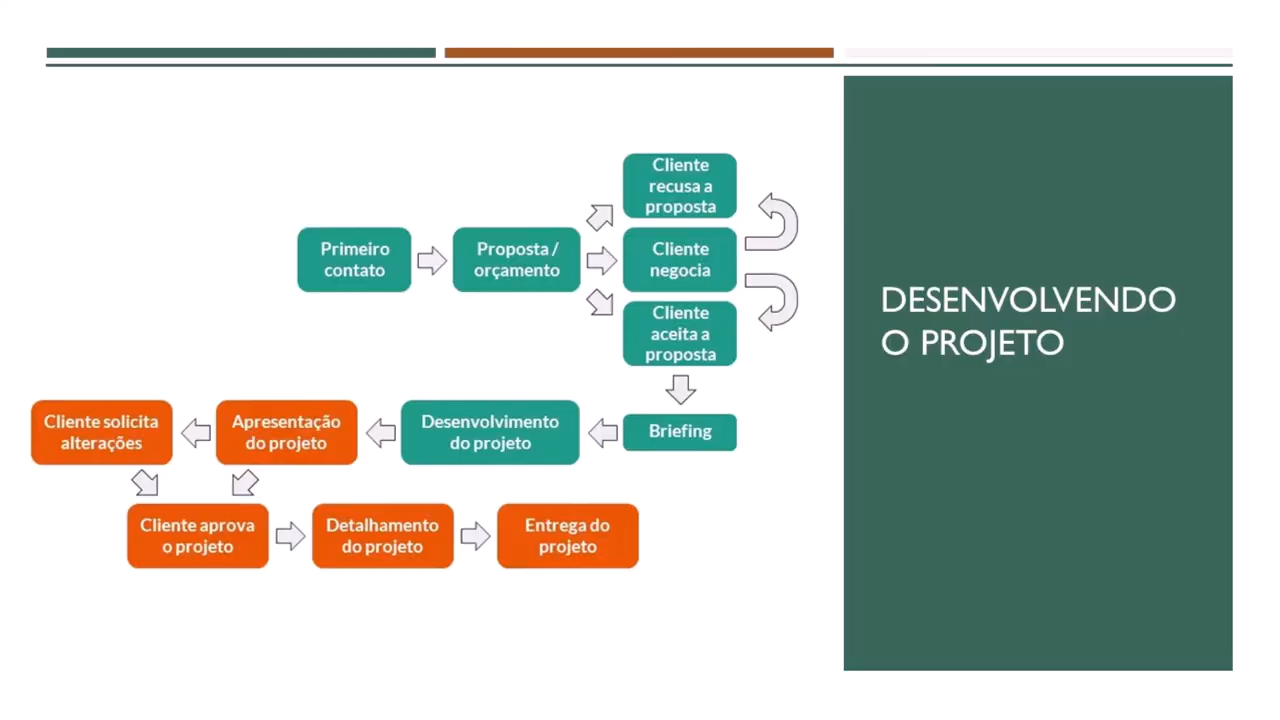 Cliente
recusa a
proposta
Primeiro
contato
Proposta /
orçamento
Cliente
negocia
Cliente
aceita a
proposta
DESENVOLVENDO
O PROJETO
Cliente solicita
alterações
Apresentação
do projeto
Desenvolvimento
do projeto
Briefing
Cliente aprova
o projeto
Detalhamento
do projeto
Entrega do
projeto